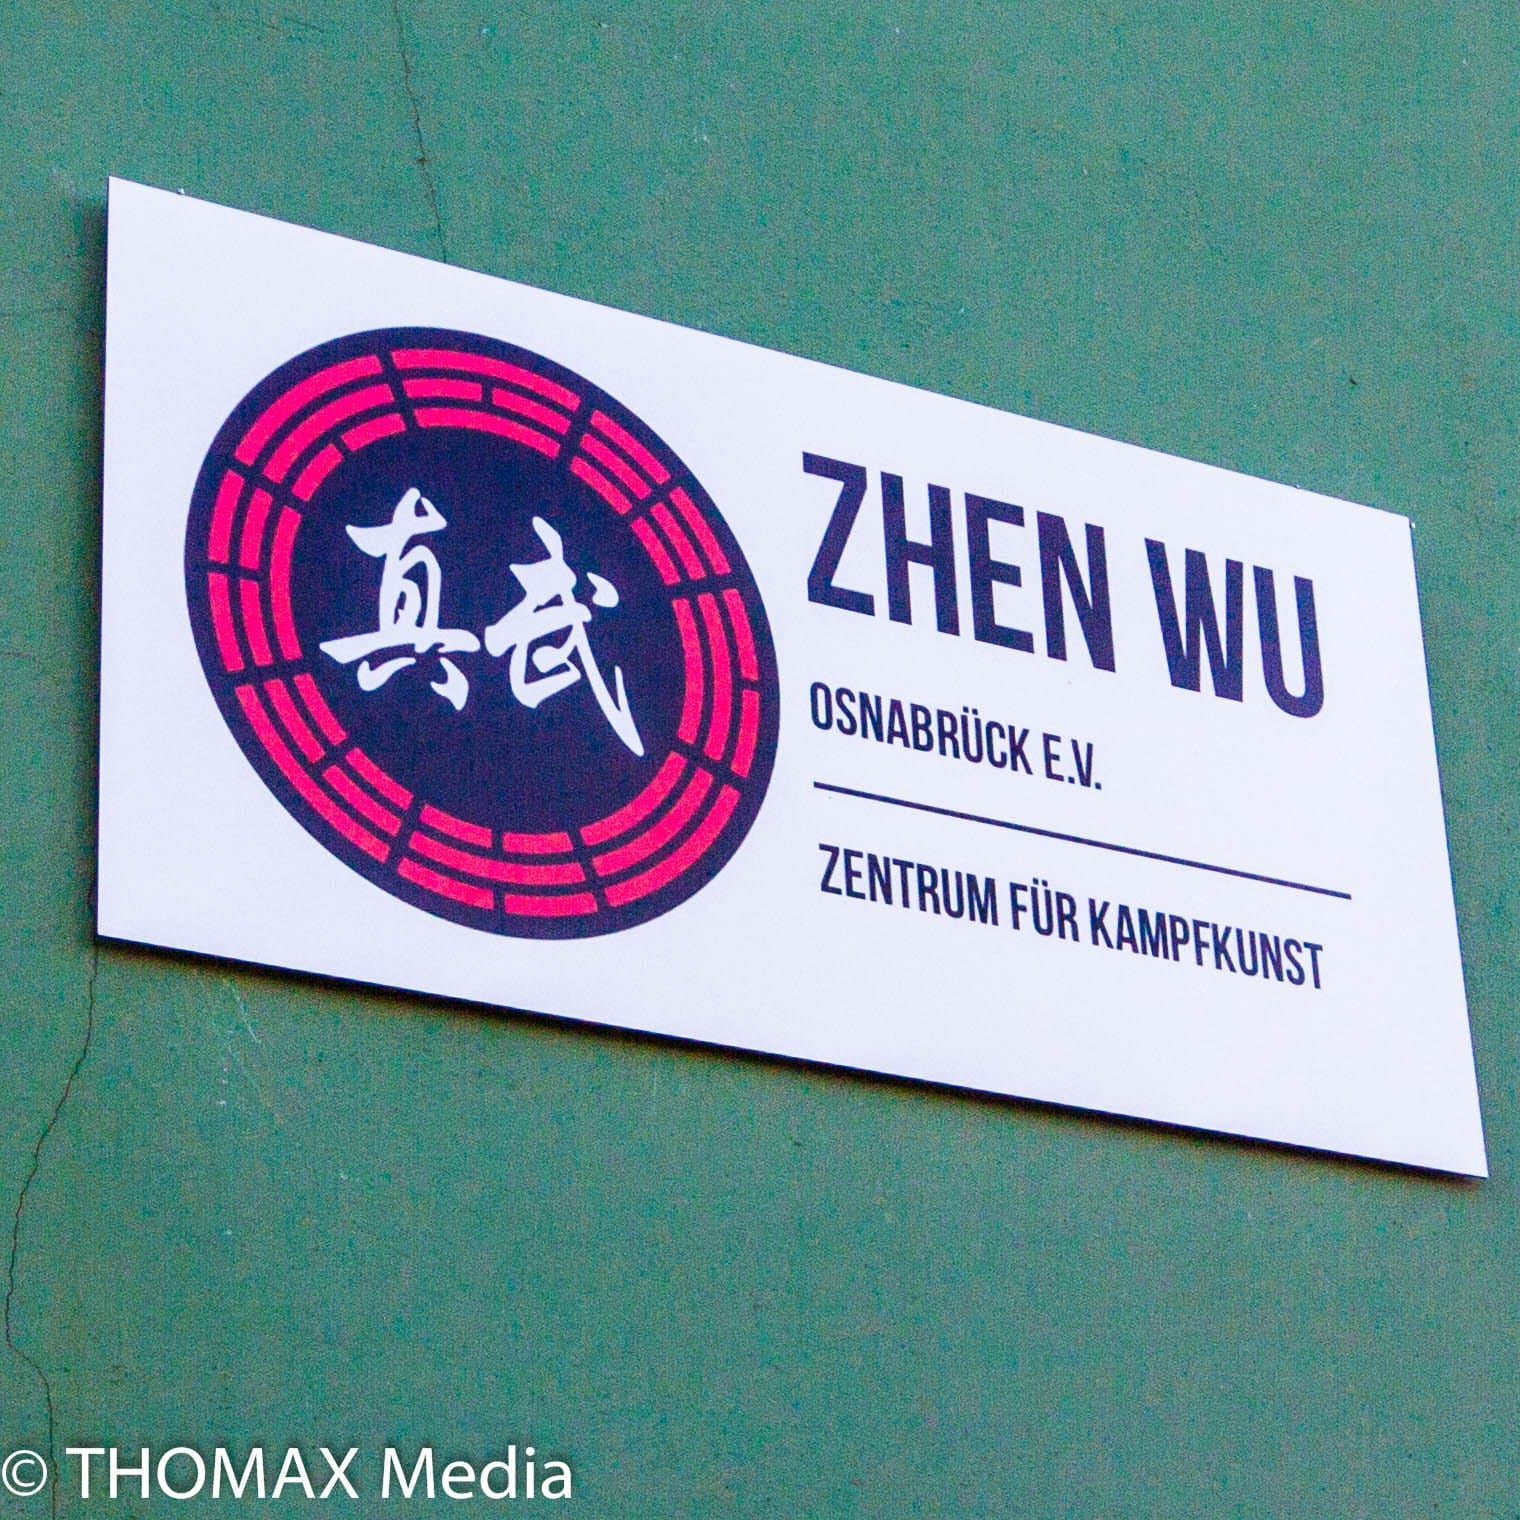 真武
ZHEN WU
OSNABRÜCK E.V.
ZENTRUM FÜR KAMPFKUNST
© THOMAX Media